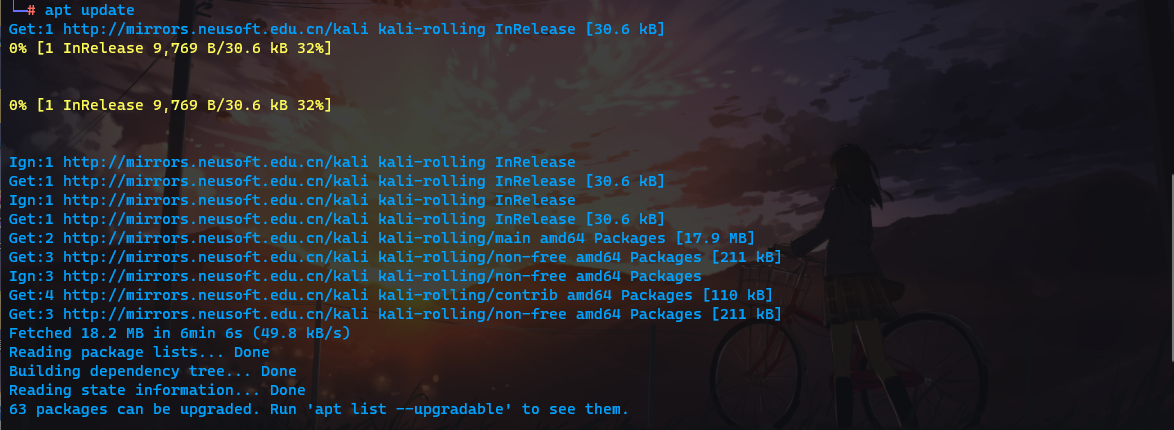 └─# apt update
Get:1 http://mirrors.neusoft.edu.cn/kali kali-rolling InRelease [30.6 kB]
0% [1 InRelease 9,769 B/30.6 kB 32%]
0% [1 InRelease 9,769 B/30.6 kB 32%]
Ign:1 http://mirrors.neusoft.edu.cn/kali kali-rolling InRelease
Get:1 http://mirrors.neusoft.edu.cn/kali kali-rolling InRelease [30.6 kB]
Ign:1 http://mirrors.neusoft.edu.cn/kali kali-rolling InRelease
Get:1 http://mirrors.neusoft.edu.cn/kali kali-rolling InRelease [30.6 kB]
Get:2 http://mirrors.neusoft.edu.cn/kali kali-rolling/main amd64 Packages [17.9 MB]
Get:3 http://mirrors.neusoft.edu.cn/kali kali-rolling/non-free amd64 Packages [211 kB]
Ign:3 http://mirrors.neusoft.edu.cn/kali kali-rolling/non-free amd64 Packages
Get:4 http://mirrors.neusoft.edu.cn/kali kali-rolling/contrib amd64 Packages [110 kB]
Get:3 http://mirrors.neusoft.edu.cn/kali kali-rolling/non-free amd64 Packages [211 kB]
Fetched 18.2 MB in 6min 6s (49.8 kB/s)
Reading package lists... Done
Building dependency tree... Done
Reading state information... Done
63 packages can be upgraded. Run 'apt list --upgradable' to see them.